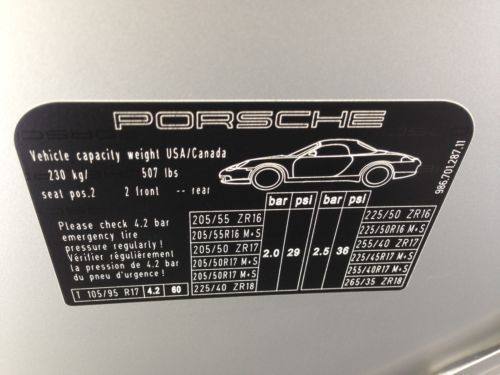 PORSCHE
Vehicle capacity weight USA/Canada
230 kg/ 507 lbs
seat pos.2 2 front -- rear
986.701.287.11
bar psi bar psi
Please check 4.2 bar
emergency tire
pressure regularly!
Vérifier régulièrement
la pression de 4.2 bar
du pneu d'urgence!
T 105/95 R17 4.2 60
205/55 ZR16
205/55R16 M+S
205/50 ZR17
205/50R17 M+S
205/50R17 M+S
225/40 ZR18
2.0 29 2.5 36
225/50 ZR16
225/50R16 M+S
255/40 ZR17
225/45R17 M+S
255/40R17 M+S
265/35 ZR18